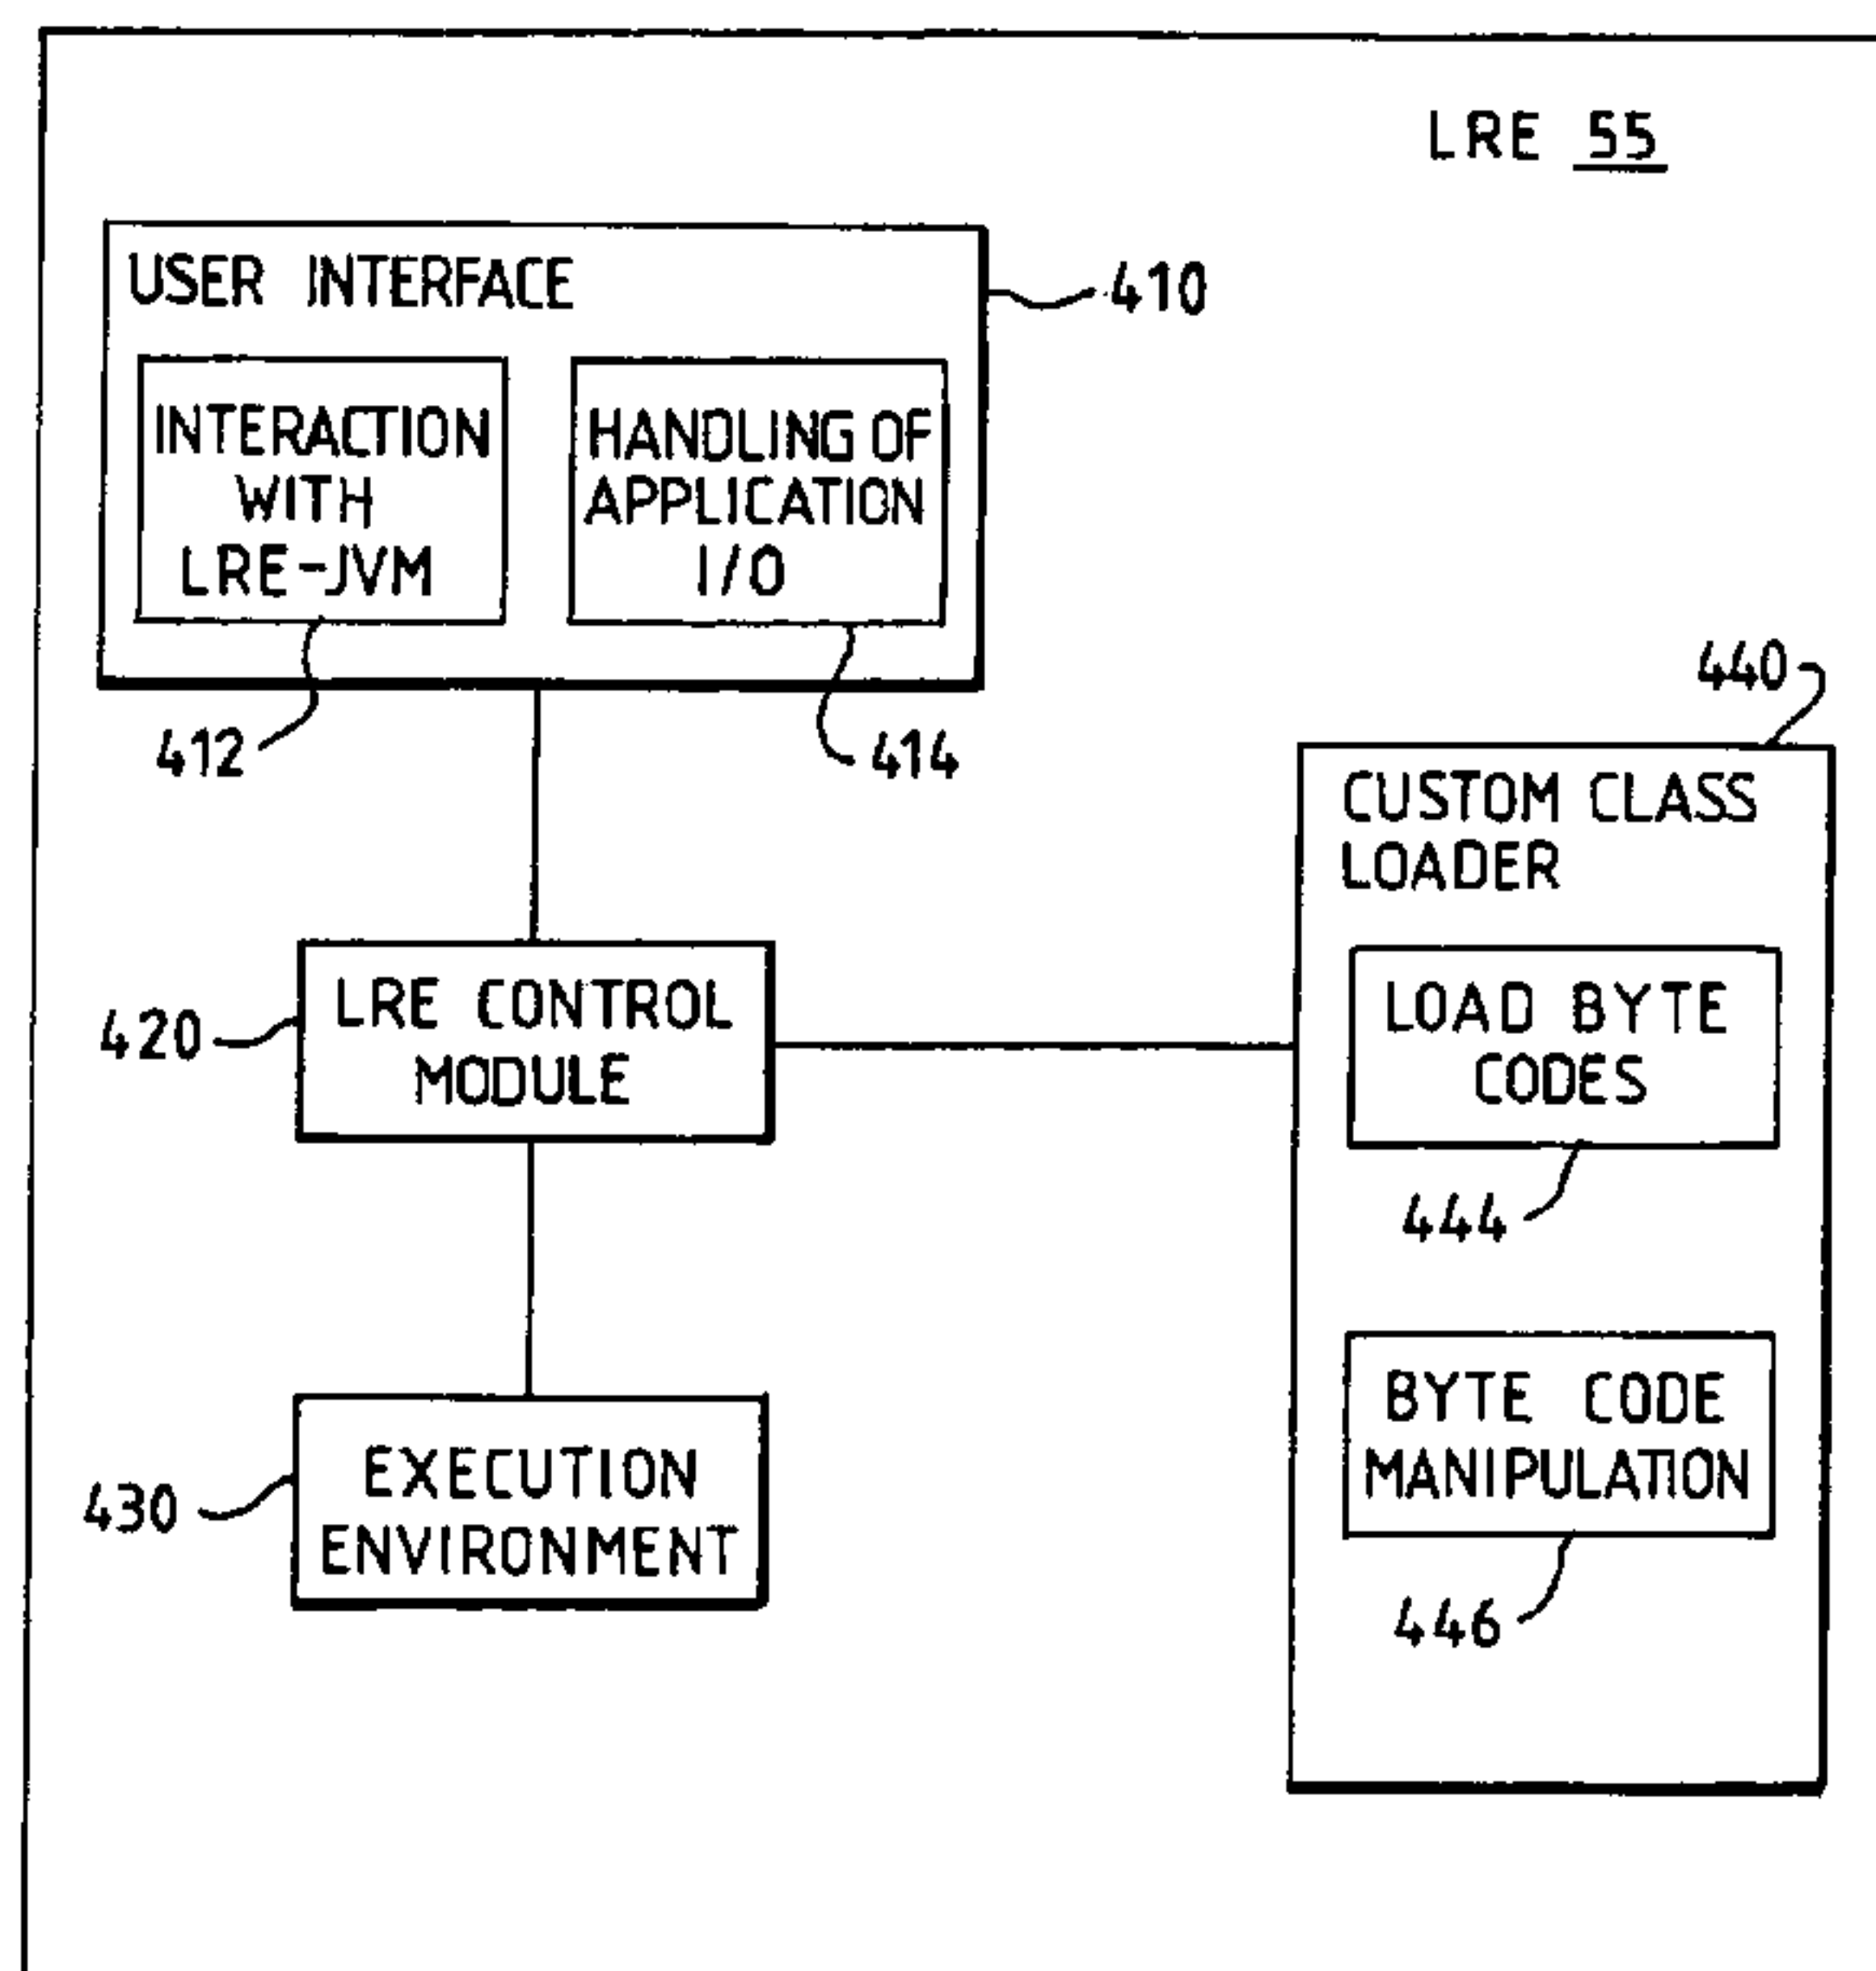 LRE 55
USER INTERFACE
410
INTERACTION
WITH
LRE-JVM
HANDLING OF
APPLICATION
I/O
412
414
440
CUSTOM CLASS
LOADER
LRE CONTROL
MODULE
420
LOAD BYTE
CODES
444
EXECUTION
ENVIRONMENT
430
BYTE CODE
MANIPULATION
446